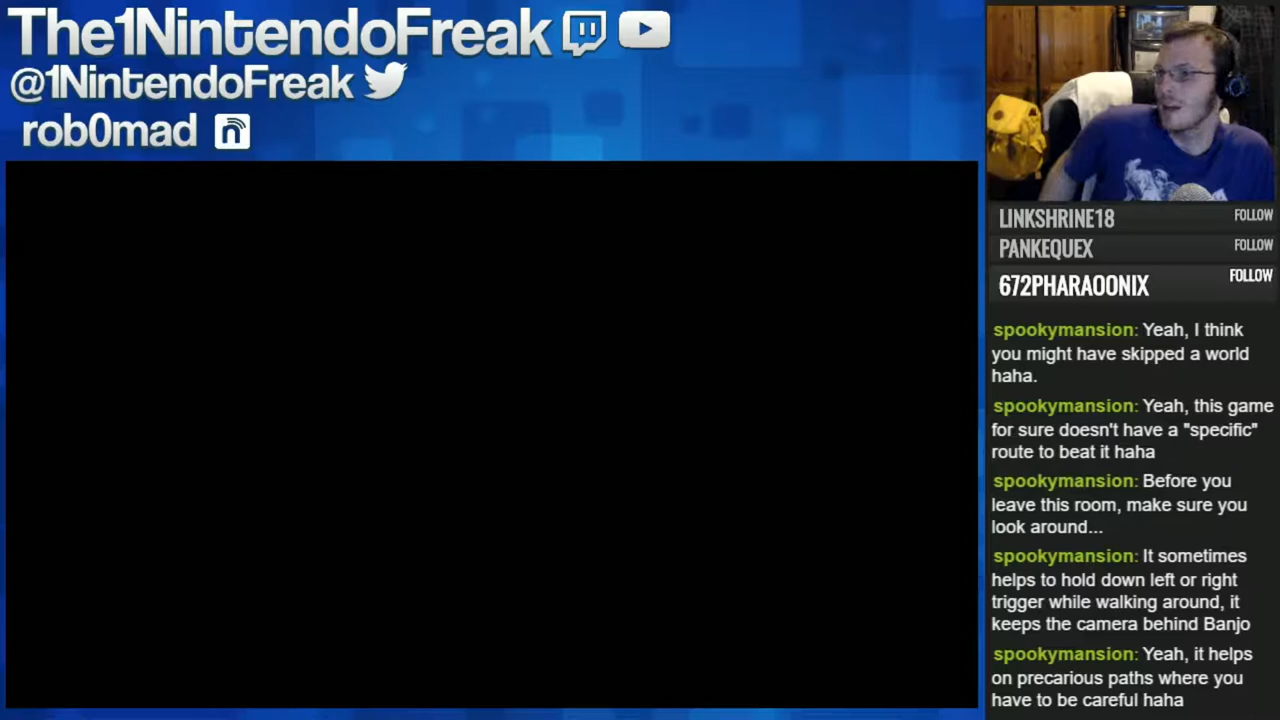 The1NintendoFreak
@1NintendoFreak
rob0mad
LINKSHRINE18 FOLLOW
PANKEQUEX FOLLOW
672PHARAOONIX FOLLOW
spookymansion: Yeah, I think
you might have skipped a world
haha.
spookymansion: Yeah, this game
for sure doesn't have a "specific"
route to beat it haha
spookymansion: Before you
leave this room, make sure you
look around...
spookymansion: It sometimes
helps to hold down left or right
trigger while walking around, it
keeps the camera behind Banjo
spookymansion: Yeah, it helps
on precarious paths where you
have to be careful haha